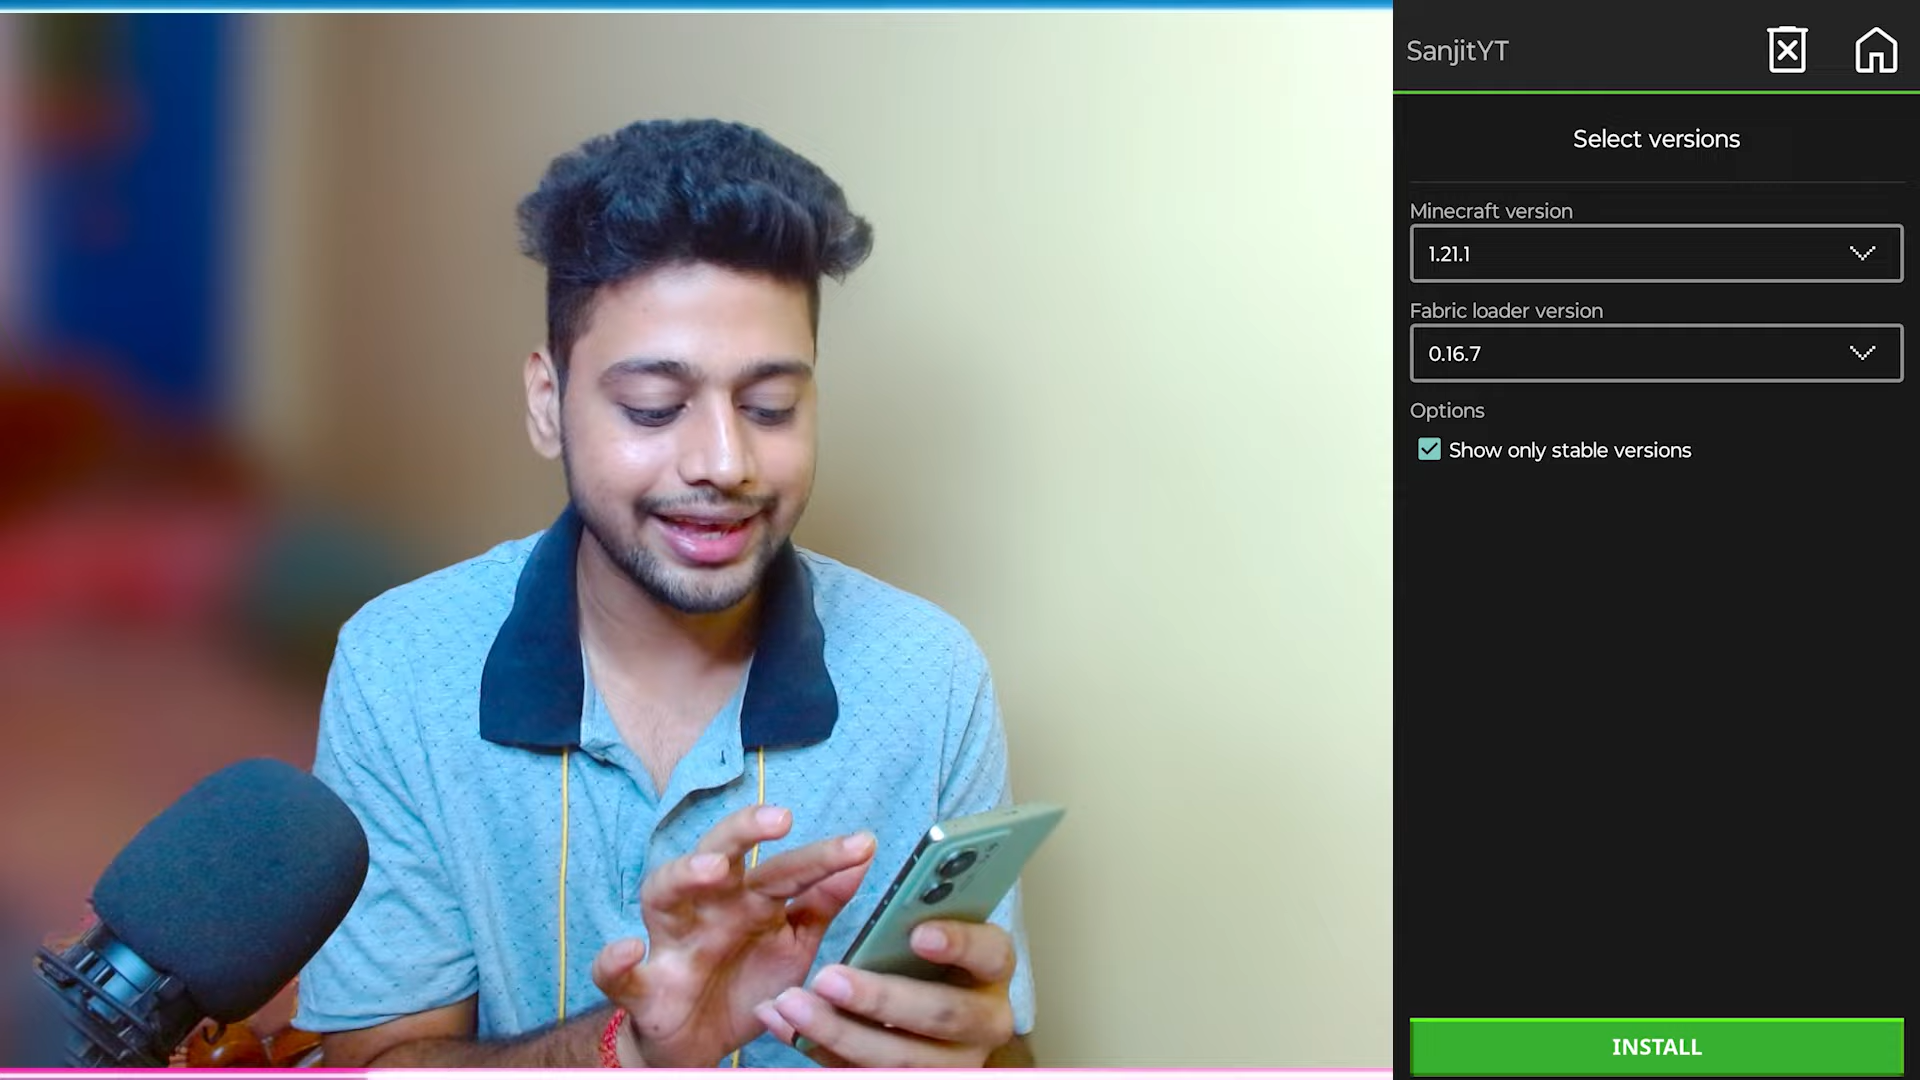 SanjitYT
Select versions
Minecraft version
1.21.1
Fabric loader version
0.16.7
Options
Show only stable versions
INSTALL